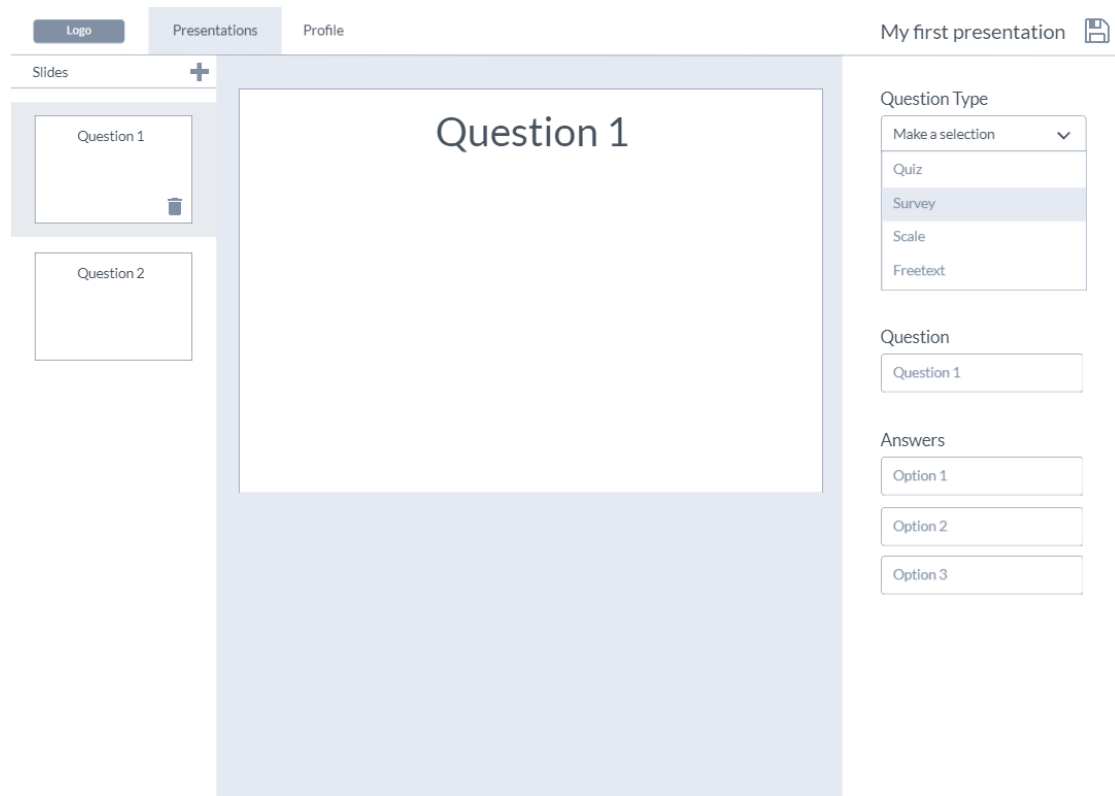 Logo
Presentations
Profile
My first presentation
Slides
Question 1
Question 2
Question 1
Question Type
Make a selection
Quiz
Survey
Scale
Freetext
Question
Question 1
Answers
Option 1
Option 2
Option 3